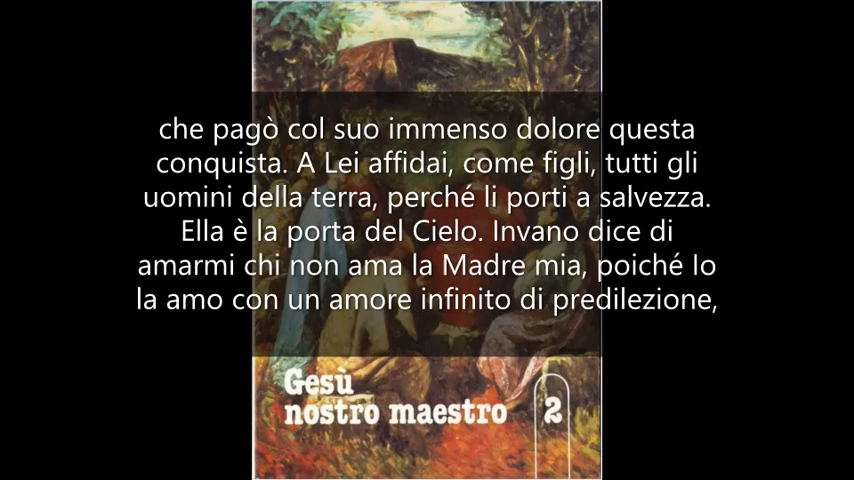 che pagò col suo immenso dolore questa
conquista. A Lei affidai, come figli, tutti gli
uomini della terra, perché li porti a salvezza.
Ella è la porta del Cielo. Invano dice di
amarmi chi non ama la Madre mia, poiché Io
la amo con un amore infinito di predilezione,
Gesù
nostro maestro 2